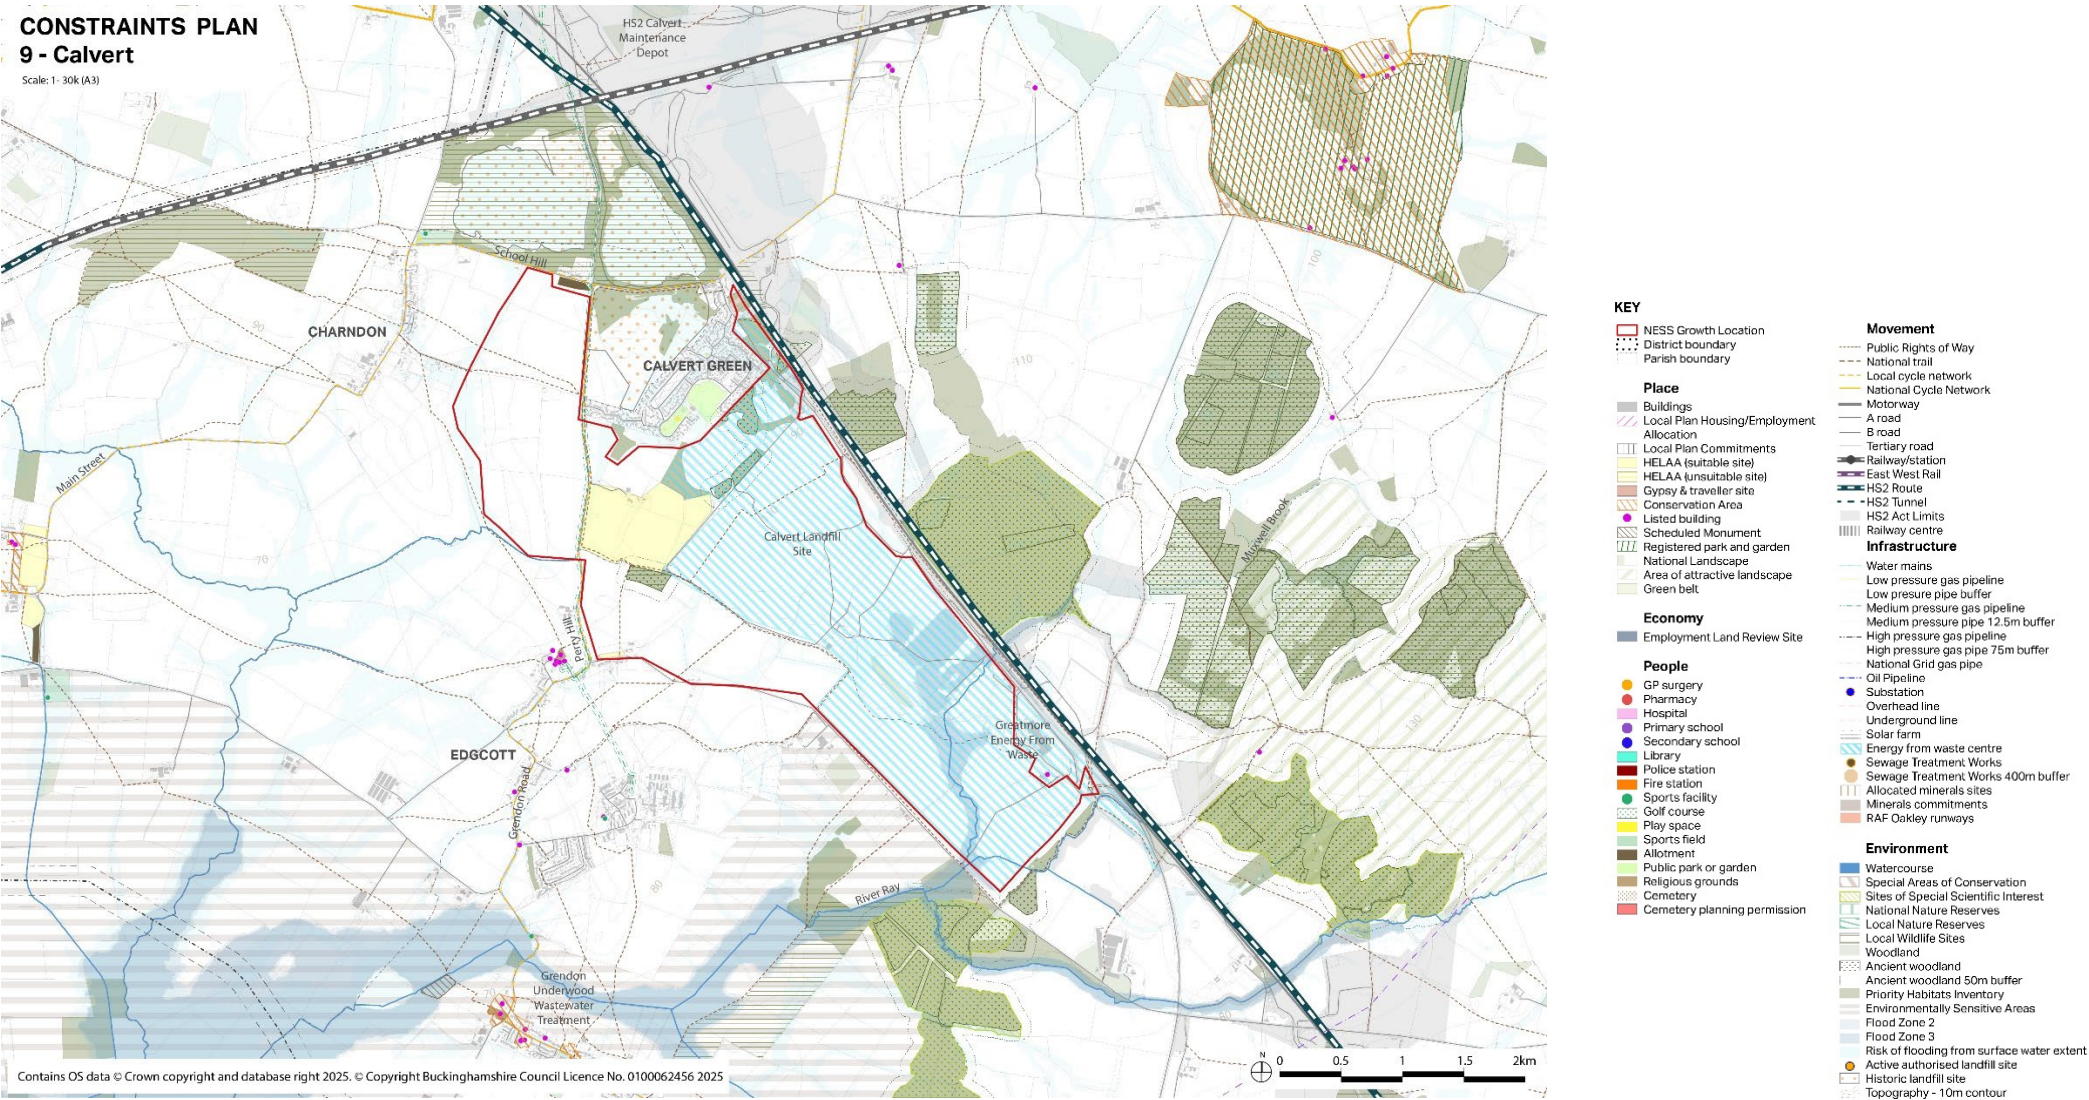 CONSTRAINTS PLAN
9 - Calvert
Scale: 1- 30k (A3)
HS2 Calvert
Maintenance
Depot
School Hill
CHARNDON
CALVERT GREEN
90
110
100
Main Street
70
Calvert Landfill
Site
Muxwell Brook
Perry Hill
Greatmore
Energy From
Waste
100
EDGCOTT
Grendon Road
80
River Ray
Grendon
Underwood
Wastewater
Treatment
70
80
Contains OS data © Crown copyright and database right 2025. © Copyright Buckinghamshire Council Licence No. 0100062456 2025
N
0 0.5 1 1.5 2km
KEY
NESS Growth Location
District boundary
Parish boundary
Place
Buildings
Local Plan Housing/Employment
Allocation
Local Plan Commitments
HELAA (suitable site)
HELAA (unsuitable site)
Gypsy & traveller site
Conservation Area
Listed building
Scheduled Monument
Registered park and garden
National Landscape
Area of attractive landscape
Green belt
Economy
Employment Land Review Site
People
GP surgery
Pharmacy
Hospital
Primary school
Secondary school
Library
Police station
Fire station
Sports facility
Golf course
Play space
Sports field
Allotment
Public park or garden
Religious grounds
Cemetery
Cemetery planning permission
Movement
Public Rights of Way
National trail
Local cycle network
National Cycle Network
Motorway
A road
B road
Tertiary road
Railway/station
East West Rail
HS2 Route
HS2 Tunnel
HS2 Act Limits
Railway centre
Infrastructure
Water mains
Low pressure gas pipeline
Low presure pipe buffer
Medium pressure gas pipeline
Medium pressure pipe 12.5m buffer
High pressure gas pipeline
High pressure gas pipe 75m buffer
National Grid gas pipe
Oil Pipeline
Substation
Overhead line
Underground line
Solar farm
Energy from waste centre
Sewage Treatment Works
Sewage Treatment Works 400m buffer
Allocated minerals sites
Minerals commitments
RAF Oakley runways
Environment
Watercourse
Special Areas of Conservation
Sites of Special Scientific Interest
National Nature Reserves
Local Nature Reserves
Local Wildlife Sites
Woodland
Ancient woodland
Ancient woodland 50m buffer
Priority Habitats Inventory
Environmentally Sensitive Areas
Flood Zone 2
Flood Zone 3
Risk of flooding from surface water extent
Active authorised landfill site
Historic landfill site
Topography - 10m contour